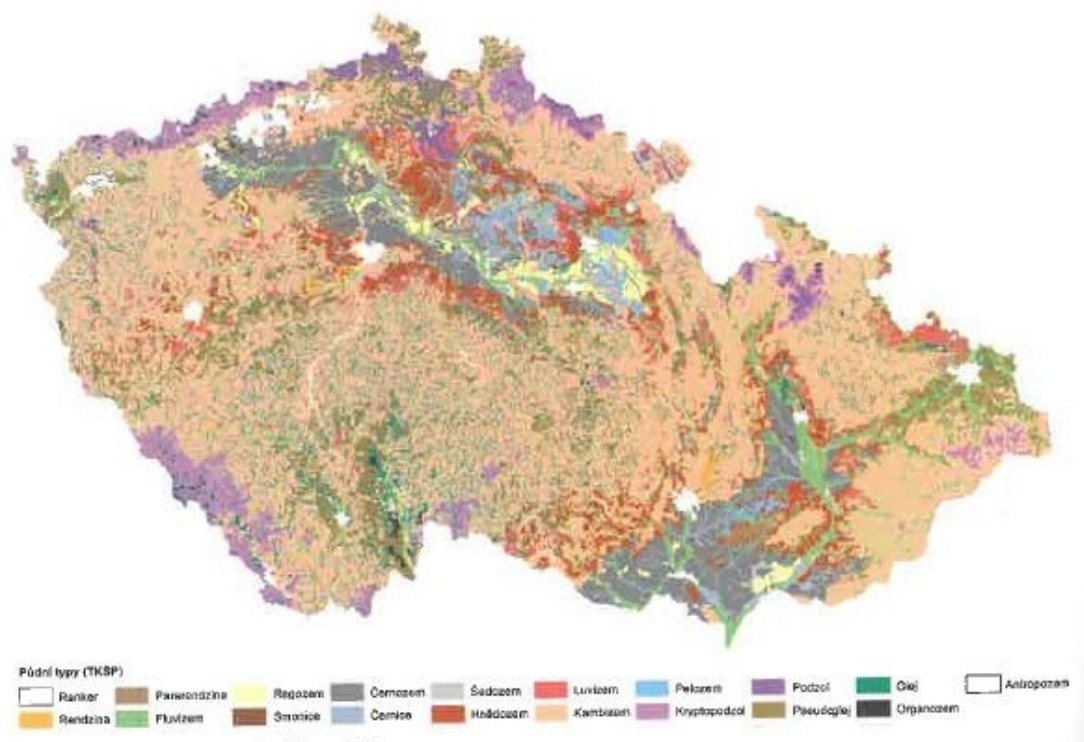 Půdní typy (TKSP)
Ranker Pararendzina Regozem Černozem Šedozem Luvizem Pelozem Podzol Glej Antropozem
Rendzina Fluvizem Smonice Černice Hnědozem Kambizem Kryptopodzol Pseudoglej Organozem